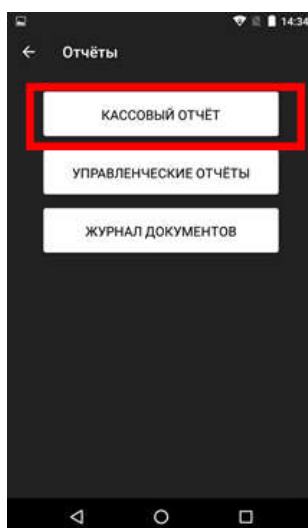 14:34
Отчёты
КАССОВЫЙ ОТЧЁТ
УПРАВЛЕНЧЕСКИЕ ОТЧЁТЫ
ЖУРНАЛ ДОКУМЕНТОВ